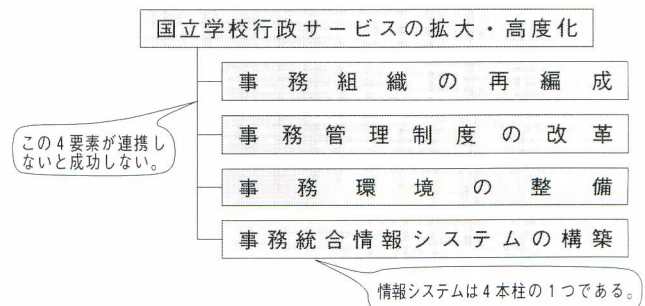 国立学校行政サービスの拡大・高度化
事務組織の再編成
事務管理制度の改革
この4要素が連携し
ないと成功しない。
事務環境の整備
事務統合情報システムの構築
情報システムは4本柱の1つである。